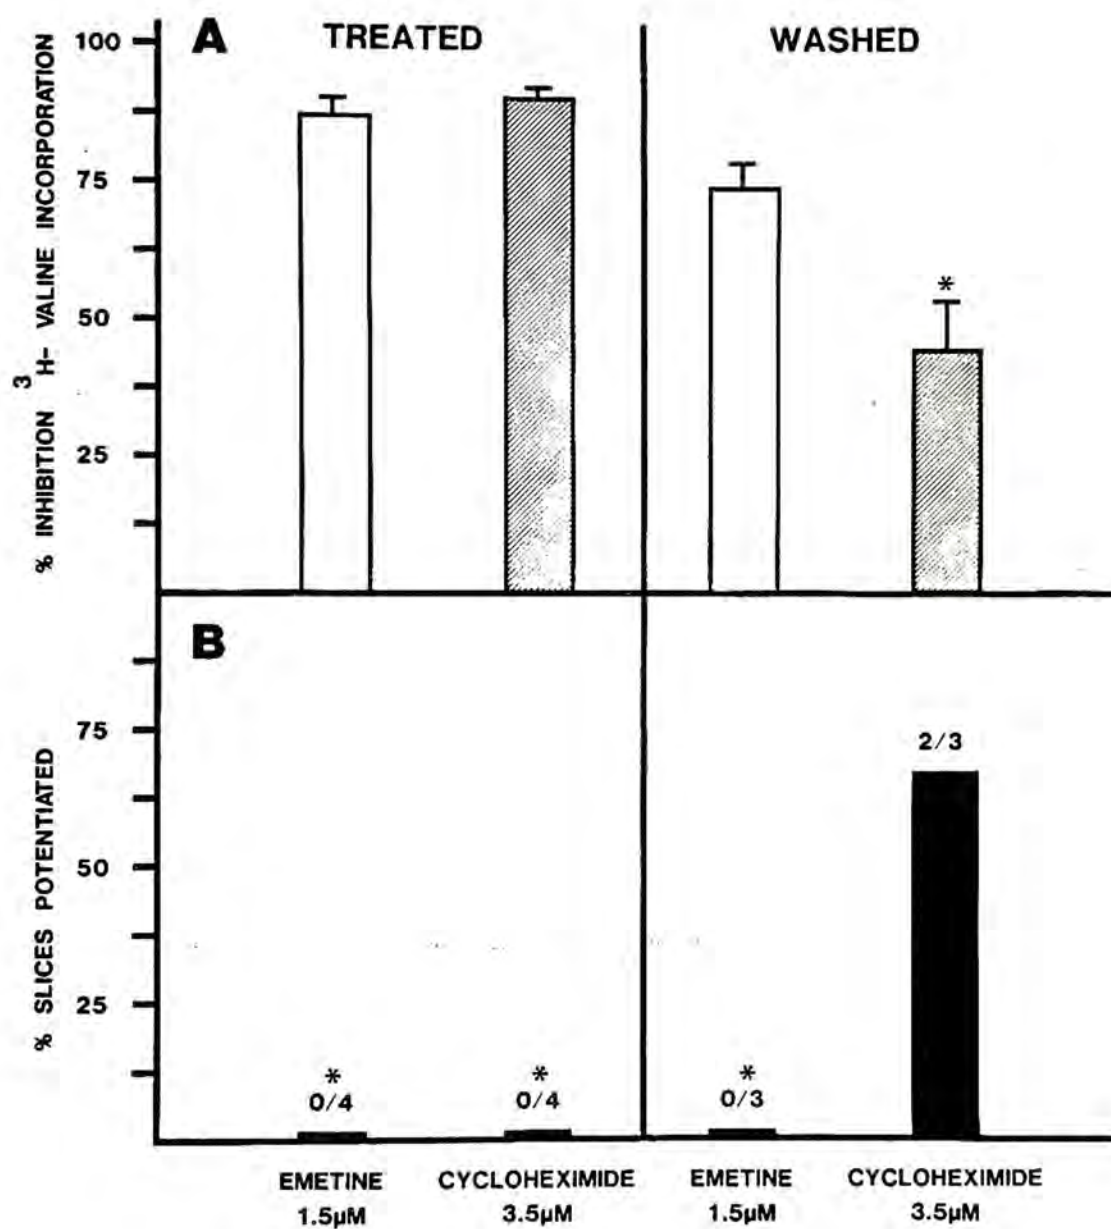 A
TREATED
WASHED
% INHIBITION ³H- VALINE INCORPORATION
100
75
50
25
*
B
% SLICES POTENTIATED
75
50
25
2/3
* * *
0/4 0/4 0/3
EMETINE CYCLOHEXIMIDE EMETINE CYCLOHEXIMIDE
1.5µM 3.5µM 1.5µM 3.5µM